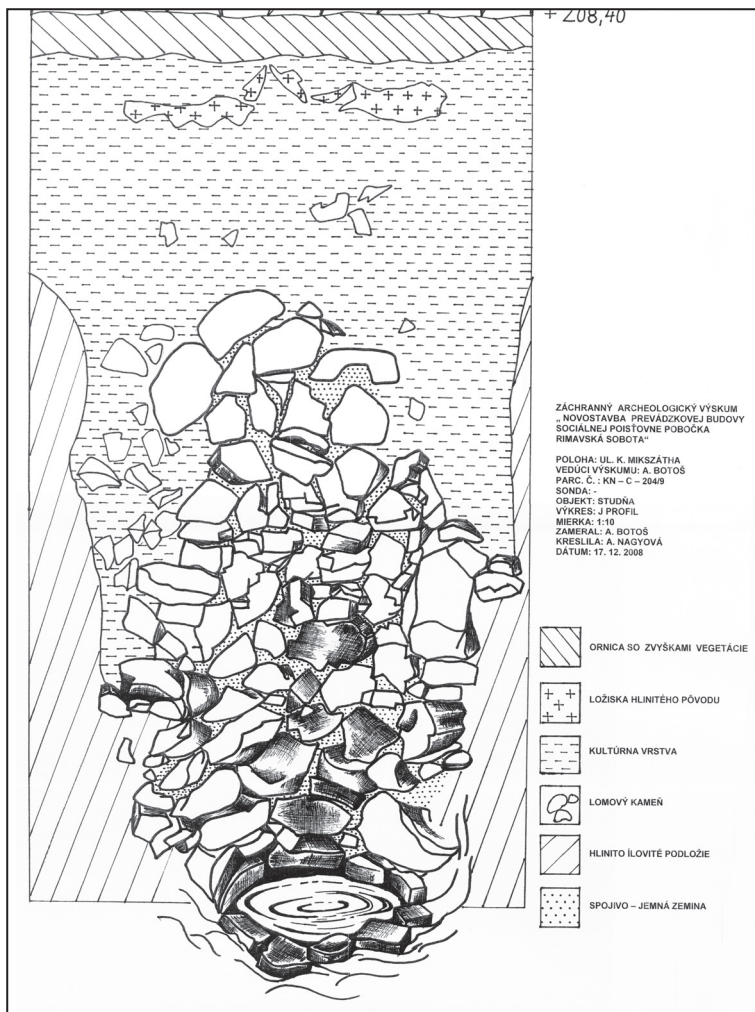 + 208,40
ZÁCHRANNÝ ARCHEOLOGICKÝ VÝSKUM
„ NOVOSTAVBA PREVÁDZKOVEJ BUDOVY
SOCIÁLNEJ POISŤOVNE POBOČKA
RIMAVSKÁ SOBOTA“
POLOHA: UL. K. MIKSZÁTHA
VEDÚCI VÝSKUMU: A. BOTOŠ
PARC. Č. : KN – C – 204/9
SONDA: -
OBJEKT: STUDŇA
VÝKRES: J PROFIL
MIERKA: 1:10
ZAMERAL: A. BOTOŠ
KRESLILA: A. NAGYOVÁ
DÁTUM: 17. 12. 2008
ORNICA SO ZVYŠKAMI VEGETÁCIE
LOŽISKA HLINITÉHO PÔVODU
KULTÚRNA VRSTVA
LOMOVÝ KAMEŇ
HLINITO ÍLOVITÉ PODLOŽIE
SPOJIVO – JEMNÁ ZEMINA